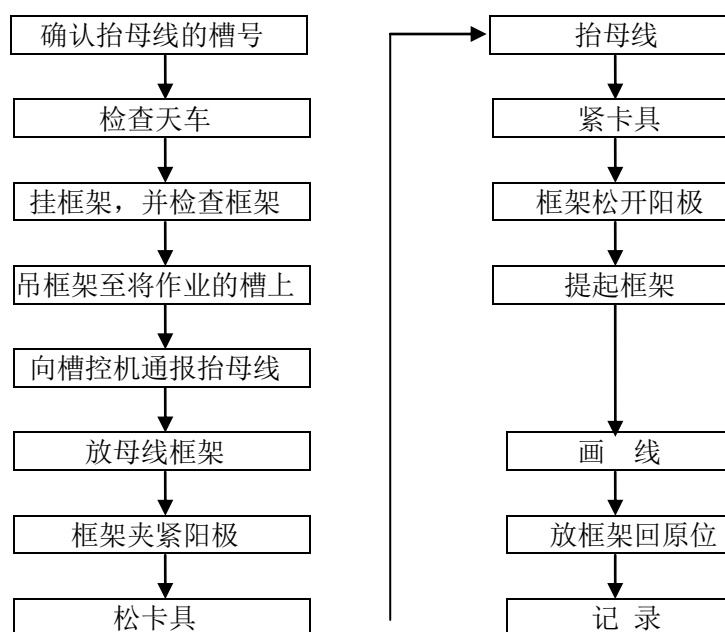 确认抬母线的槽号
检查天车
挂框架，并检查框架
吊框架至将作业的槽上
向槽控机通报抬母线
放母线框架
框架夹紧阳极
松卡具
抬母线
紧卡具
框架松开阳极
提起框架
画 线
放框架回原位
记 录